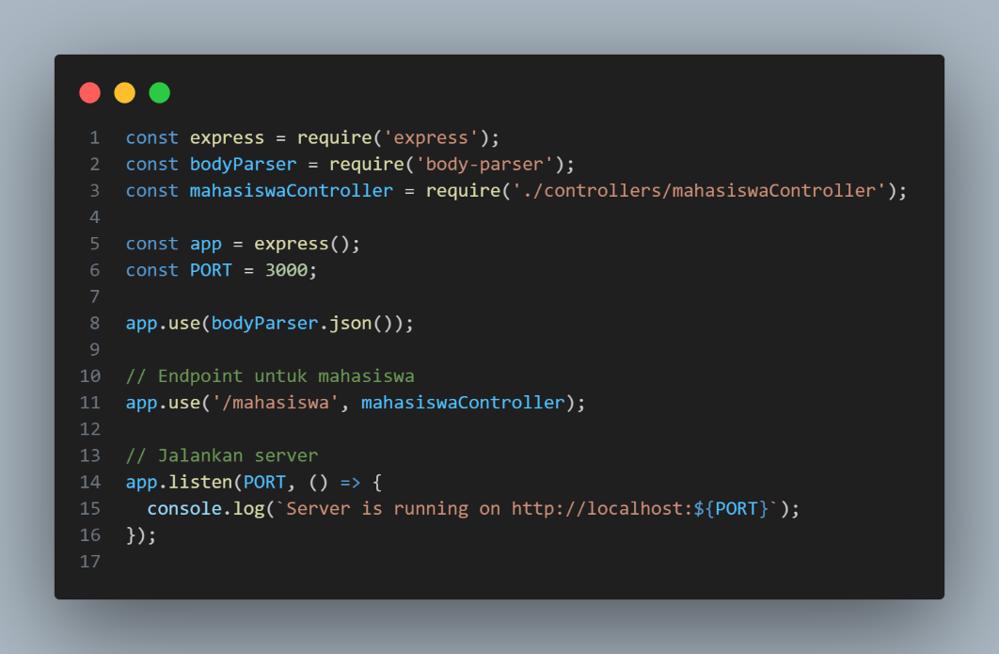 1 const express = require('express');
2 const bodyParser = require('body-parser');
3 const mahasiswaController = require('./controllers/mahasiswaController');
4
5 const app = express();
6 const PORT = 3000;
7
8 app.use(bodyParser.json());
9
10 // Endpoint untuk mahasiswa
11 app.use('/mahasiswa', mahasiswaController);
12
13 // Jalankan server
14 app.listen(PORT, () => {
15   console.log(`Server is running on http://localhost:${PORT}`);
16 });
17